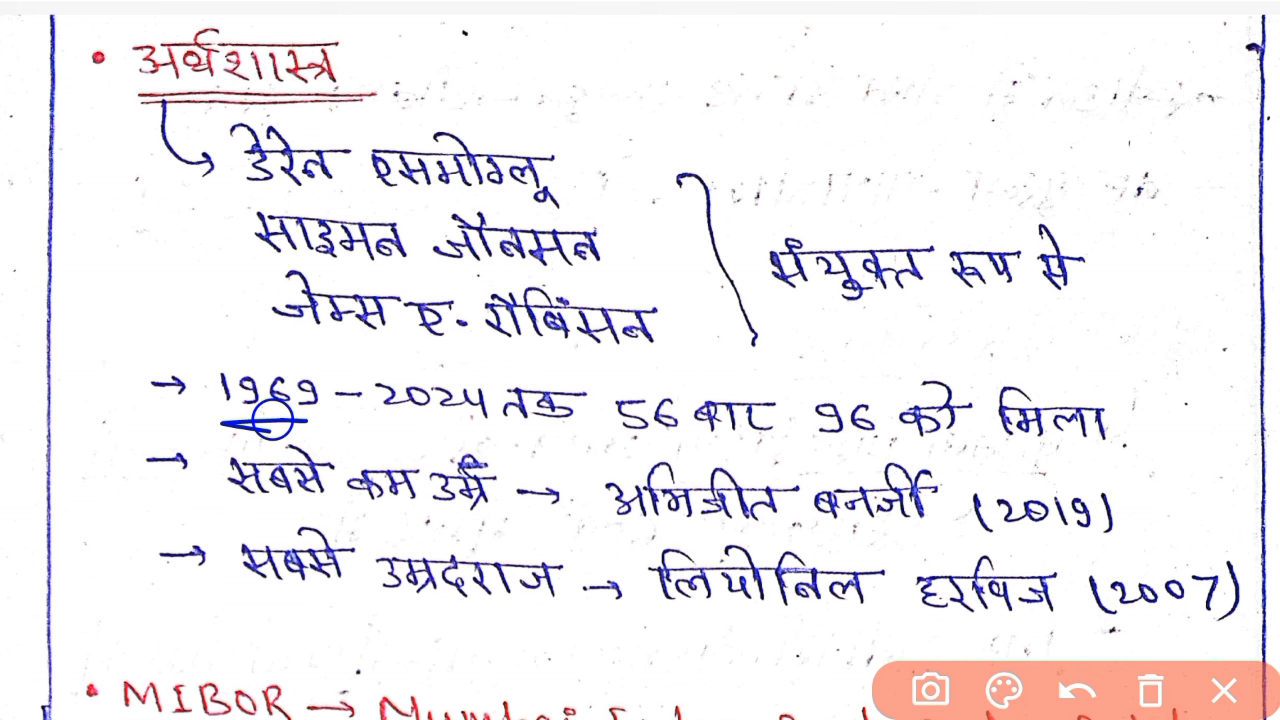 • अर्थशास्त्र
डेरेन एसमोग्लू
साइमन जौनसन
जेम्स ए. रौबिंसन
संयुक्त रूप से
→ 1969 - 2024 तक 56 बार 96 को मिला
→ सबसे कम उम्र → अभिजीत बनर्जी (2019)
→ सबसे उम्रदराज → लियोनिल हरविज (2007)
• MIBOR →